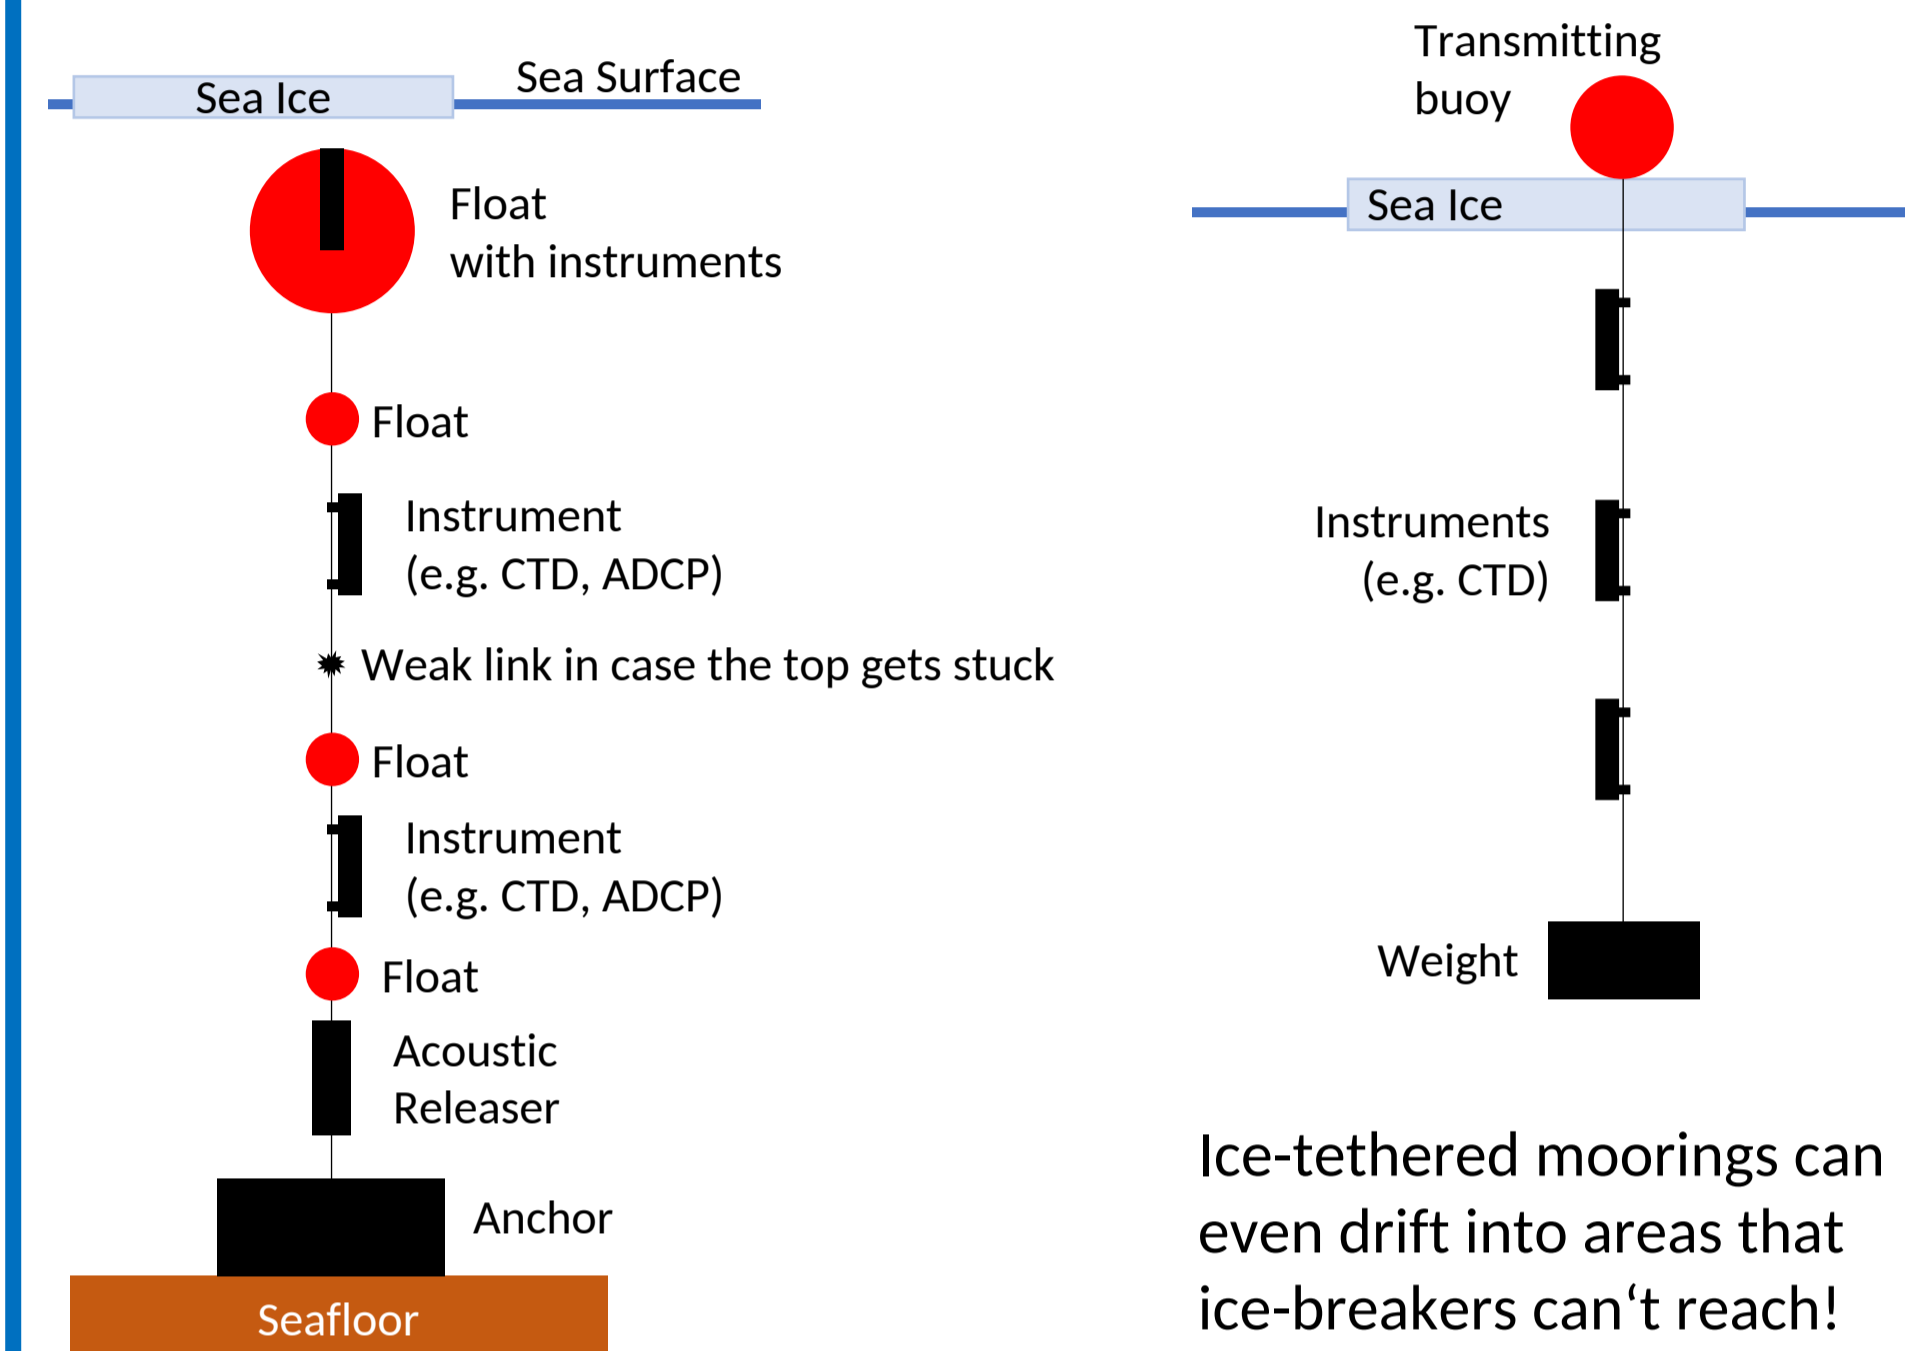 Sea Ice
Sea Surface
Float
with instruments
Float
Instrument
(e.g. CTD, ADCP)
Weak link in case the top gets stuck
Float
Instrument
(e.g. CTD, ADCP)
Float
Acoustic
Releaser
Anchor
Seafloor
Transmitting
buoy
Sea Ice
Instruments
(e.g. CTD)
Weight
Ice-tethered moorings can
even drift into areas that
ice-breakers can‘t reach!